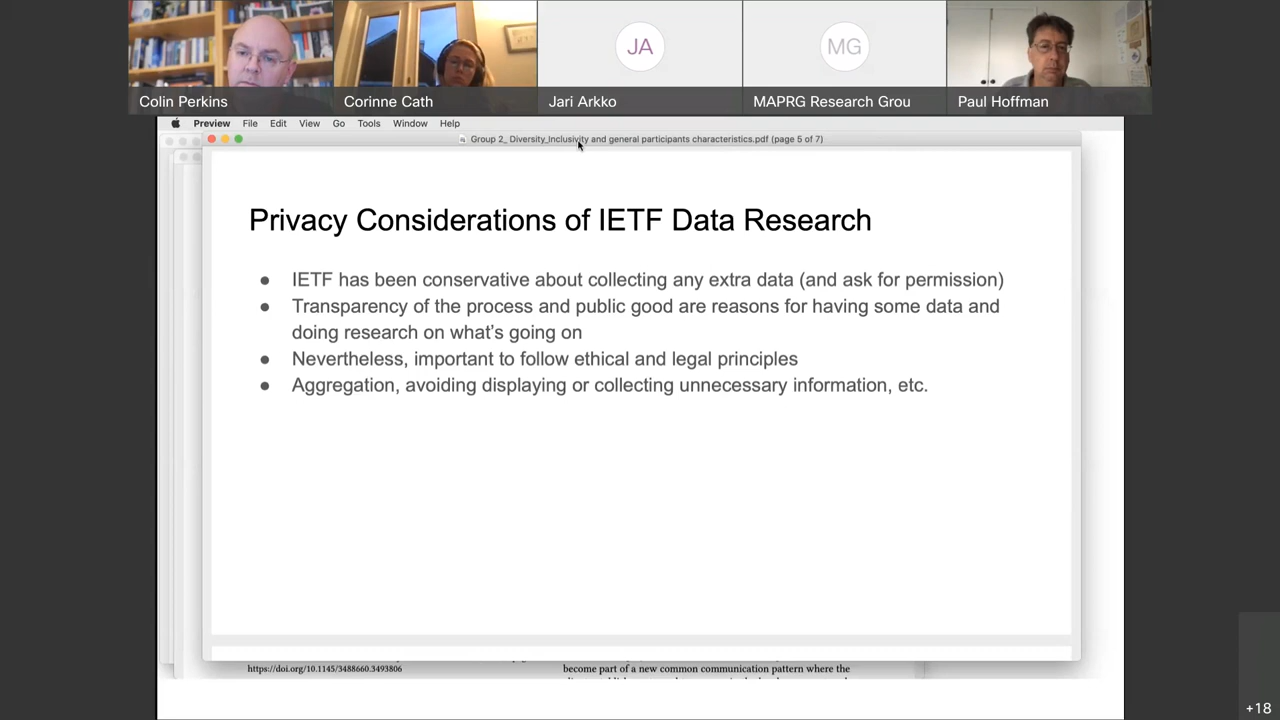 JA
MG
Colin Perkins
Corinne Cath
Jari Arkko
MAPRG Research Grou
Paul Hoffman
Preview File Edit View Go Tools Window Help
Group 2_ Diversity_Inclusivity and general participants characteristics.pdf (page 5 of 7)
Privacy Considerations of IETF Data Research
● IETF has been conservative about collecting any extra data (and ask for permission)
● Transparency of the process and public good are reasons for having some data and
doing research on what's going on
● Nevertheless, important to follow ethical and legal principles
● Aggregation, avoiding displaying or collecting unnecessary information, etc.
https://doi.org/10.1145/3488660.3493806
become part of a new common communication pattern where the
+18